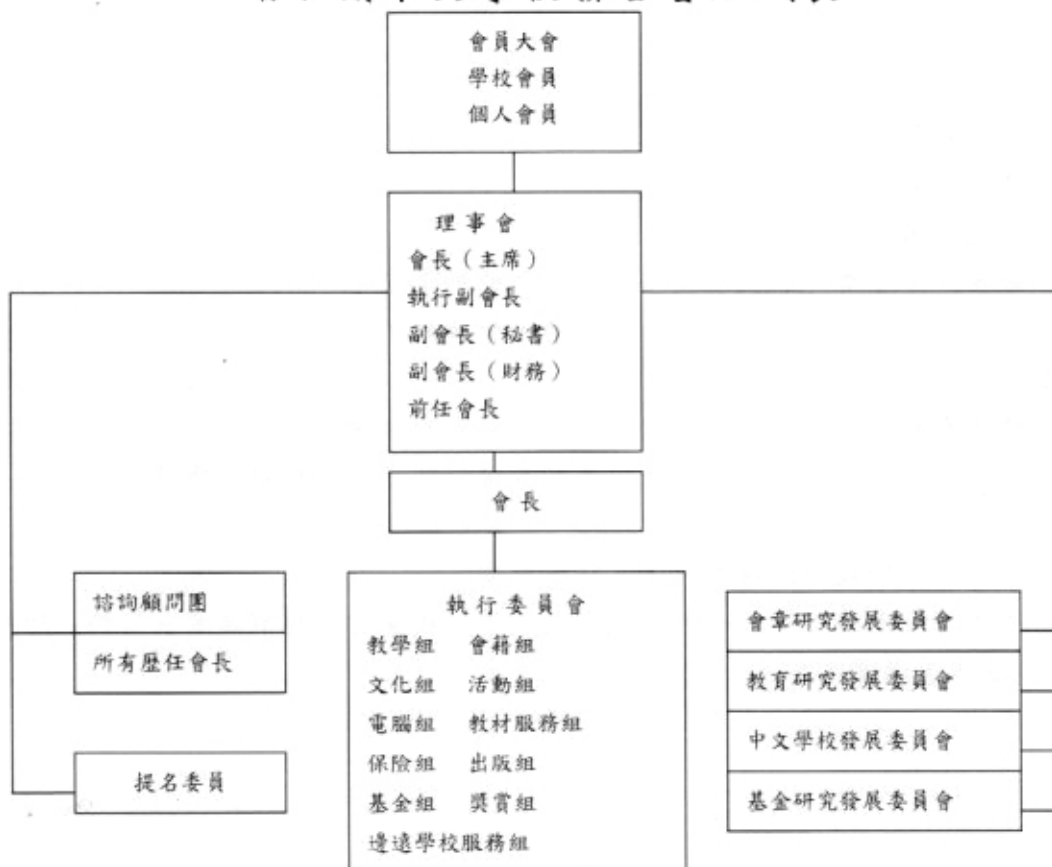 會員大會
學校會員
個人會員
理事會
會長（主席）
執行副會長
副會長（秘書）
副會長（財務）
前任會長
會長
諮詢顧問團
所有歷任會長
提名委員
執行委員會
教學組 會籍組
文化組 活動組
電腦組 教材服務組
保險組 出版組
基金組 獎賞組
邊遠學校服務組
會章研究發展委員會
教育研究發展委員會
中文學校發展委員會
基金研究發展委員會